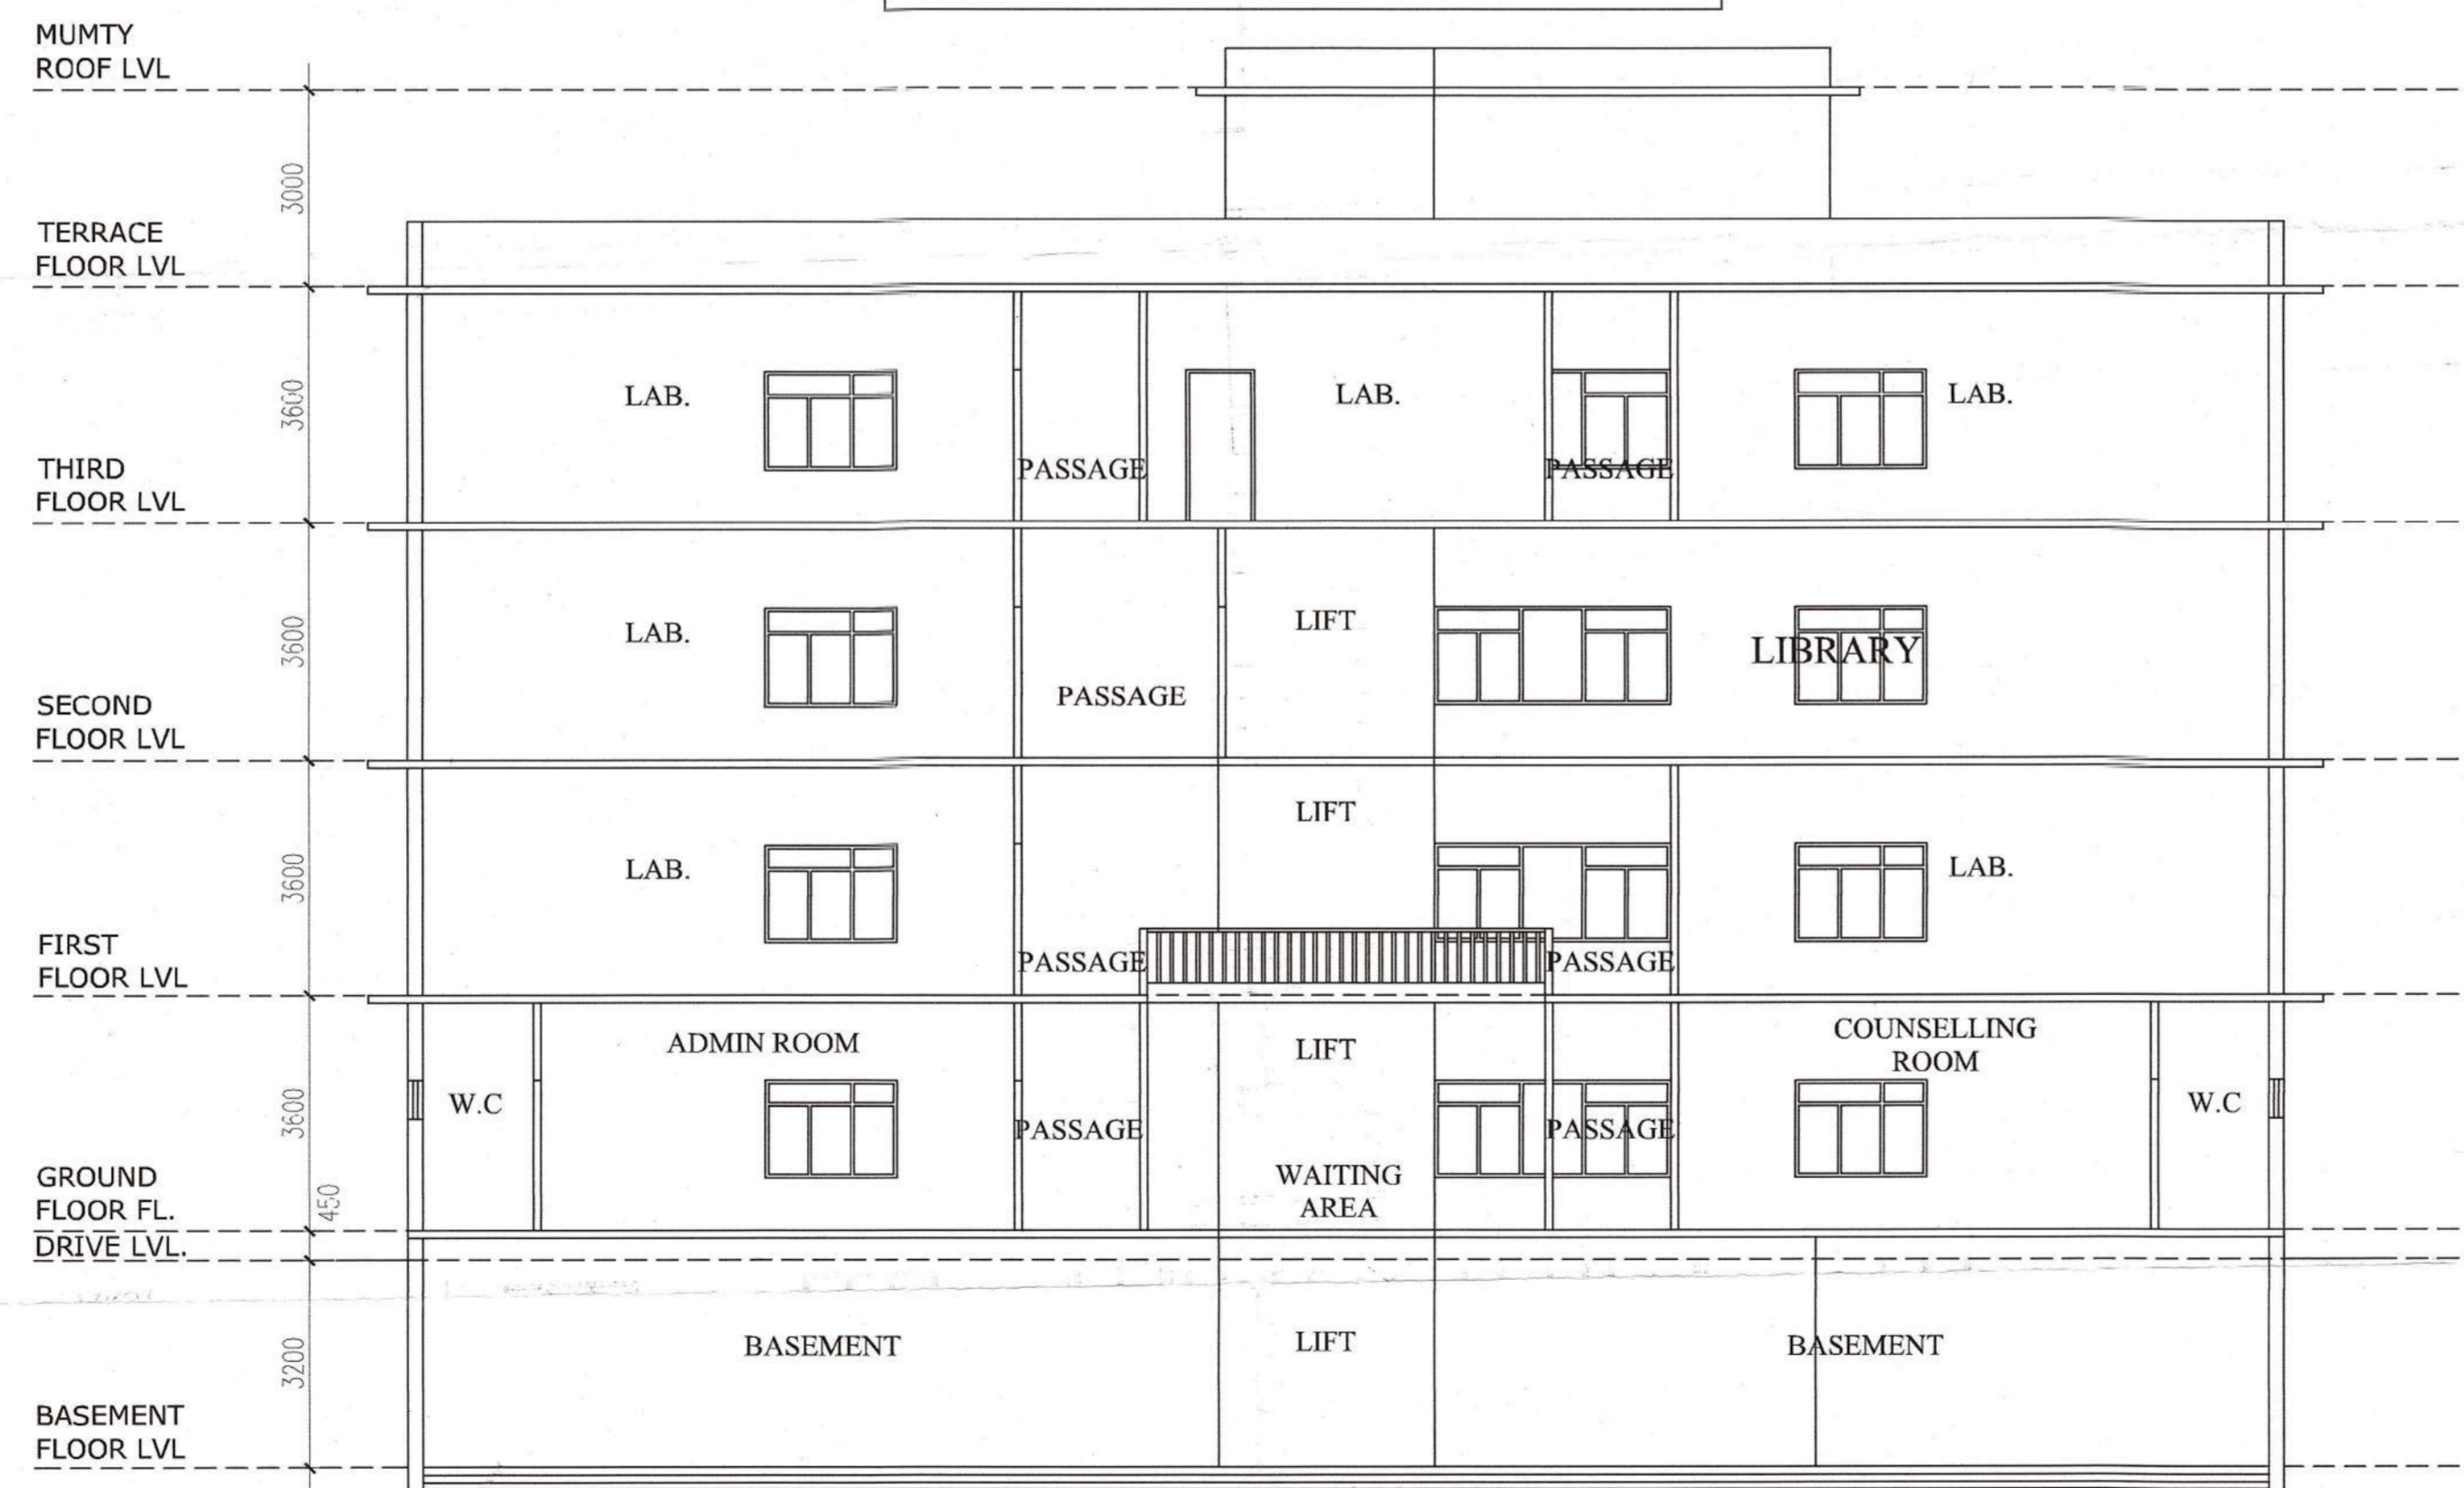 MUMTY
ROOF LVL
3000
TERRACE
FLOOR LVL
3600
LAB.
LAB.
LAB.
PASSAGE
PASSAGE
THIRD
FLOOR LVL
3600
LAB.
LIFT
LIBRARY
PASSAGE
SECOND
FLOOR LVL
3600
LIFT
LAB.
LAB.
PASSAGE
PASSAGE
FIRST
FLOOR LVL
3600
ADMIN ROOM
LIFT
COUNSELLING
ROOM
W.C
W.C
PASSAGE
PASSAGE
WAITING
AREA
GROUND
FLOOR FL.
450
DRIVE LVL.
3200
BASEMENT
LIFT
BASEMENT
BASEMENT
FLOOR LVL